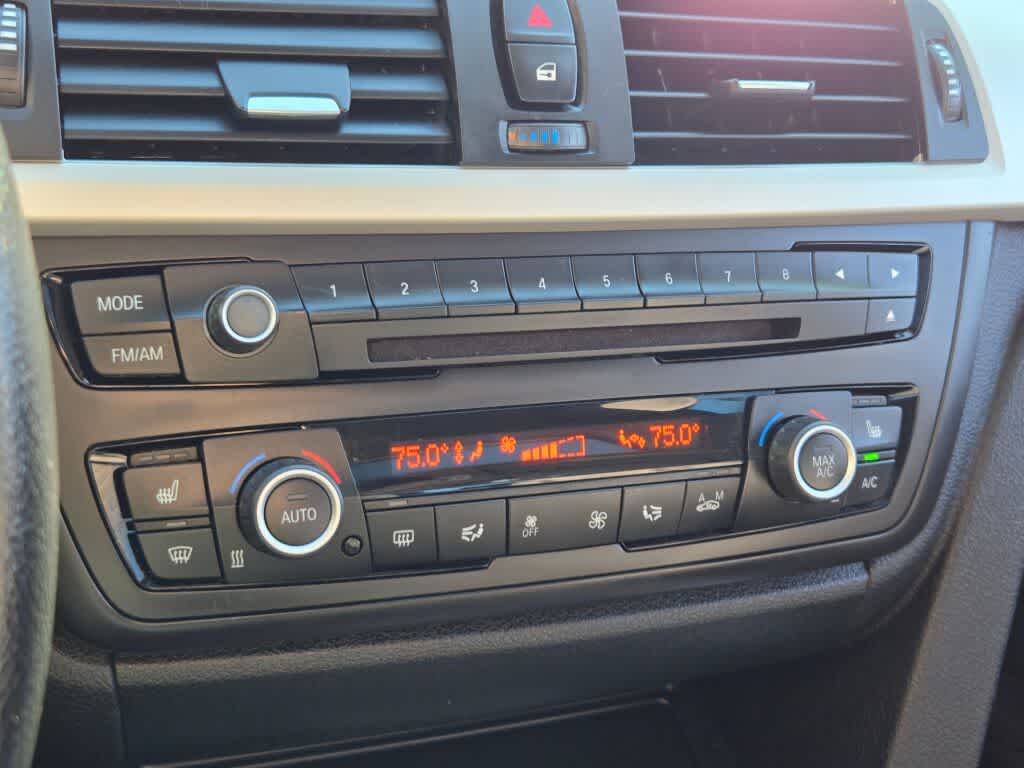 MODE
1 2 3 4 5 6 7 8
FM/AM
75.0°
75.0°
AUTO
OFF
A M
MAX
A/C
A/C